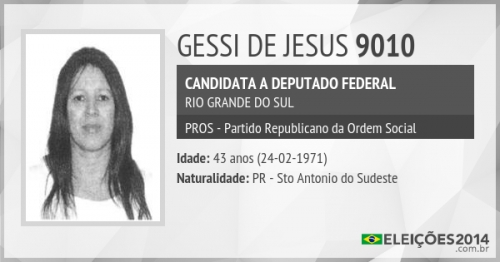 GESSI DE JESUS 9010
CANDIDATA A DEPUTADO FEDERAL
RIO GRANDE DO SUL
PROS - Partido Republicano da Ordem Social
Idade: 43 anos (24-02-1971)
Naturalidade: PR - Sto Antonio do Sudeste
ELEIÇÕES2014
.com.br